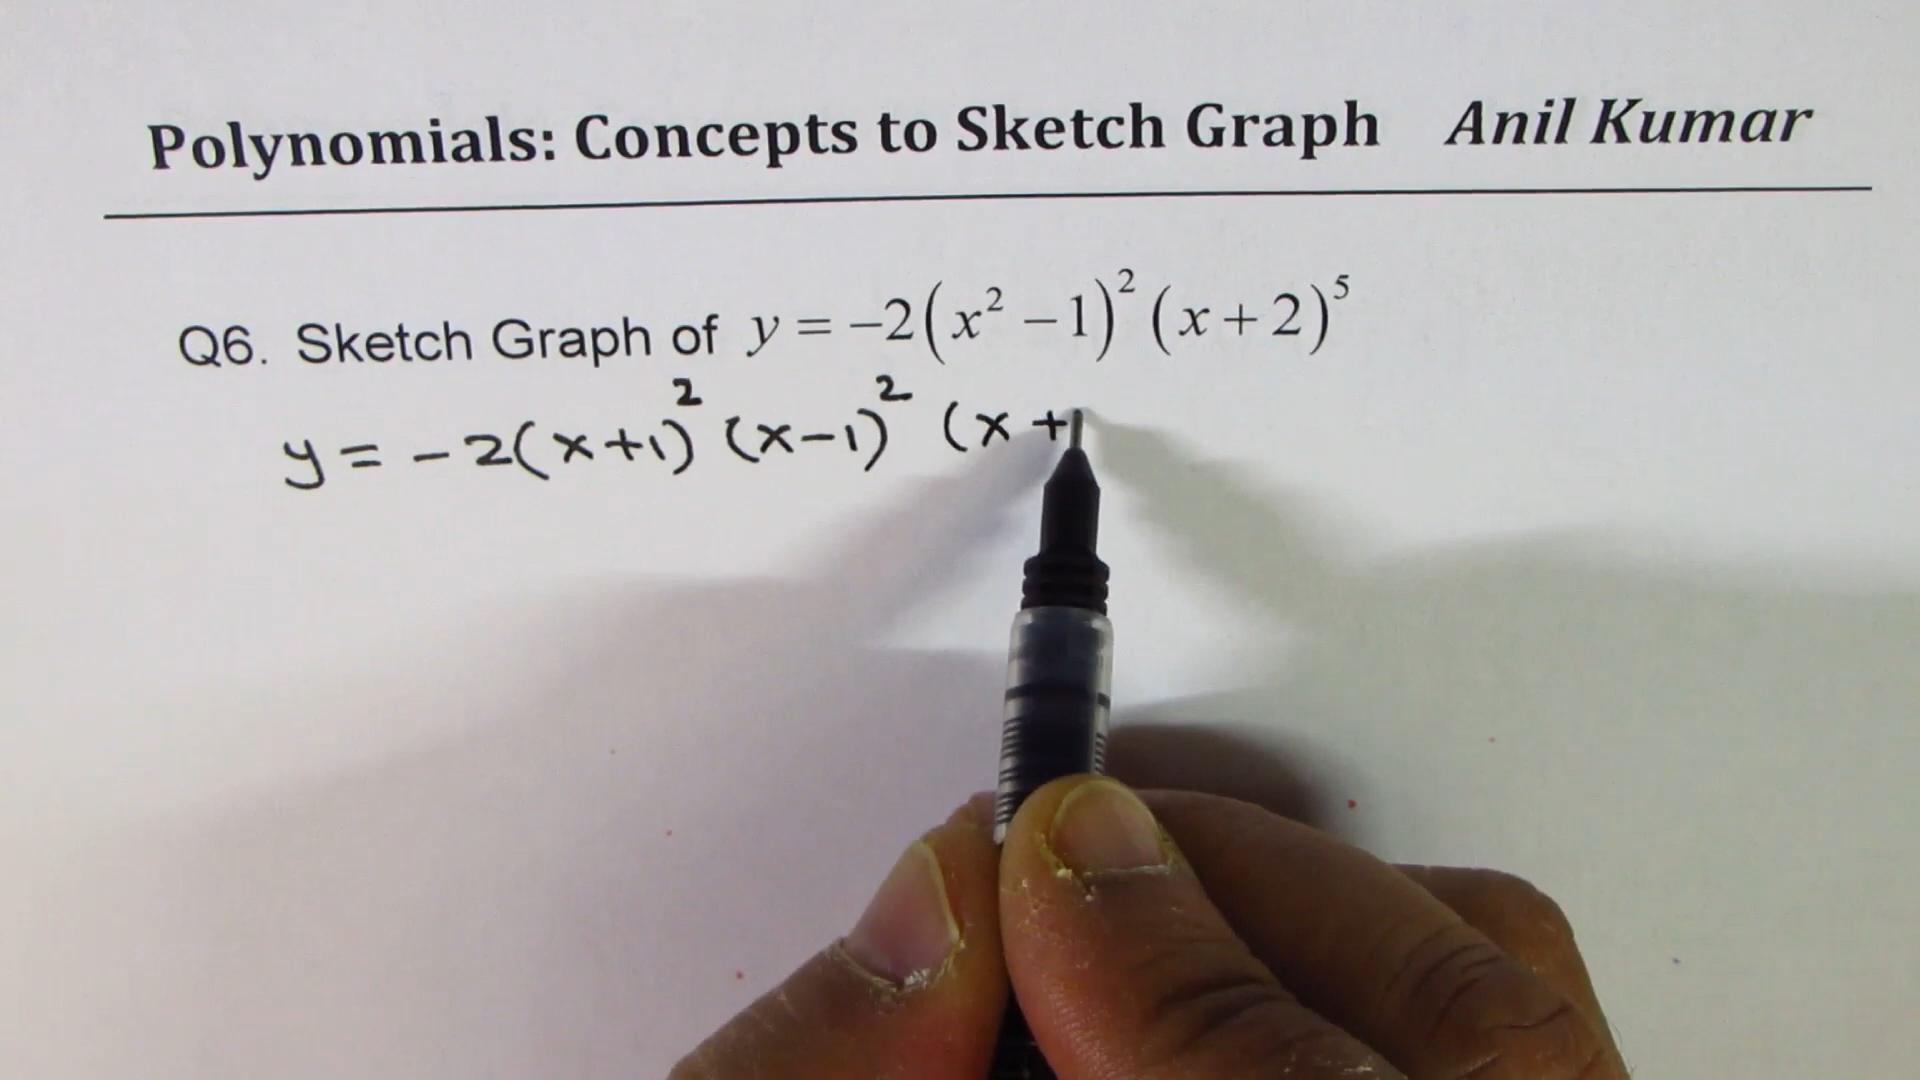 Polynomials: Concepts to Sketch Graph Anil Kumar
Q6. Sketch Graph of y = −2(x² − 1)² (x + 2)⁵
y = −2(x+1)² (x−1)² (x +